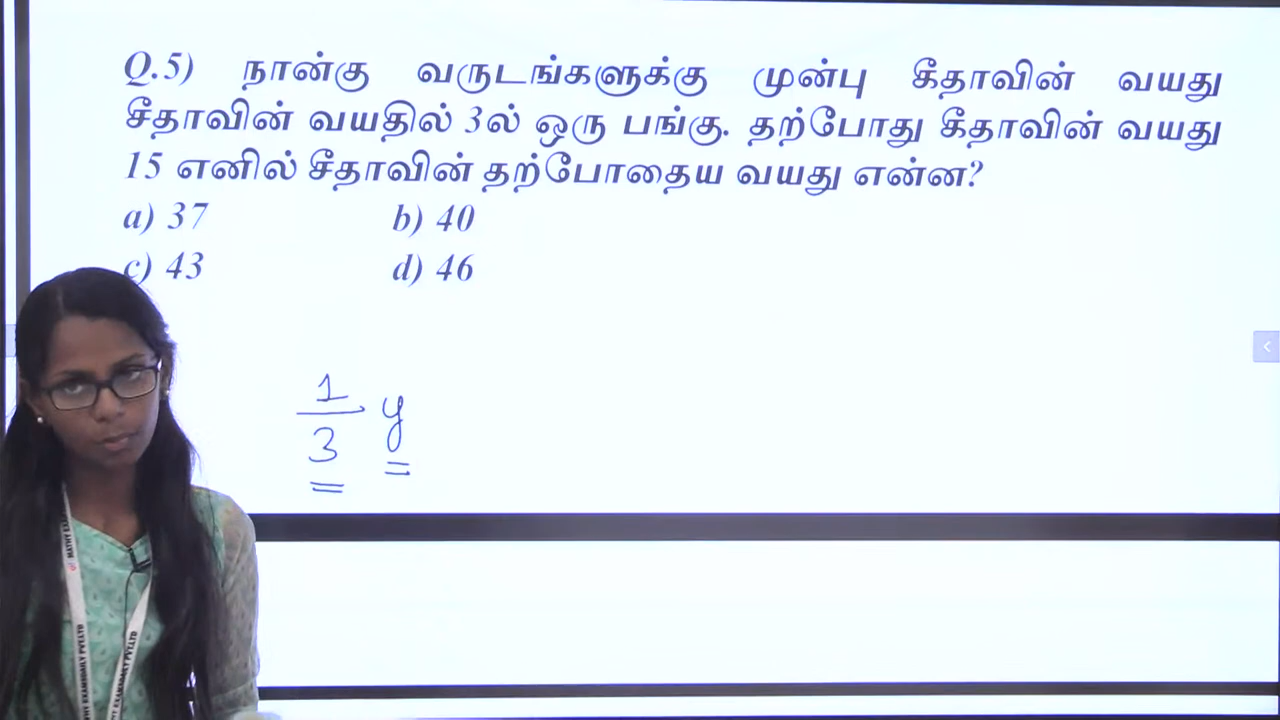 Q.5) நான்கு வருடங்களுக்கு முன்பு கீதாவின் வயது
சீதாவின் வயதில் 3ல் ஒரு பங்கு. தற்போது கீதாவின் வயது
15 எனில் சீதாவின் தற்போதைய வயது என்ன?
a) 37 b) 40
c) 43 d) 46
1
3 y